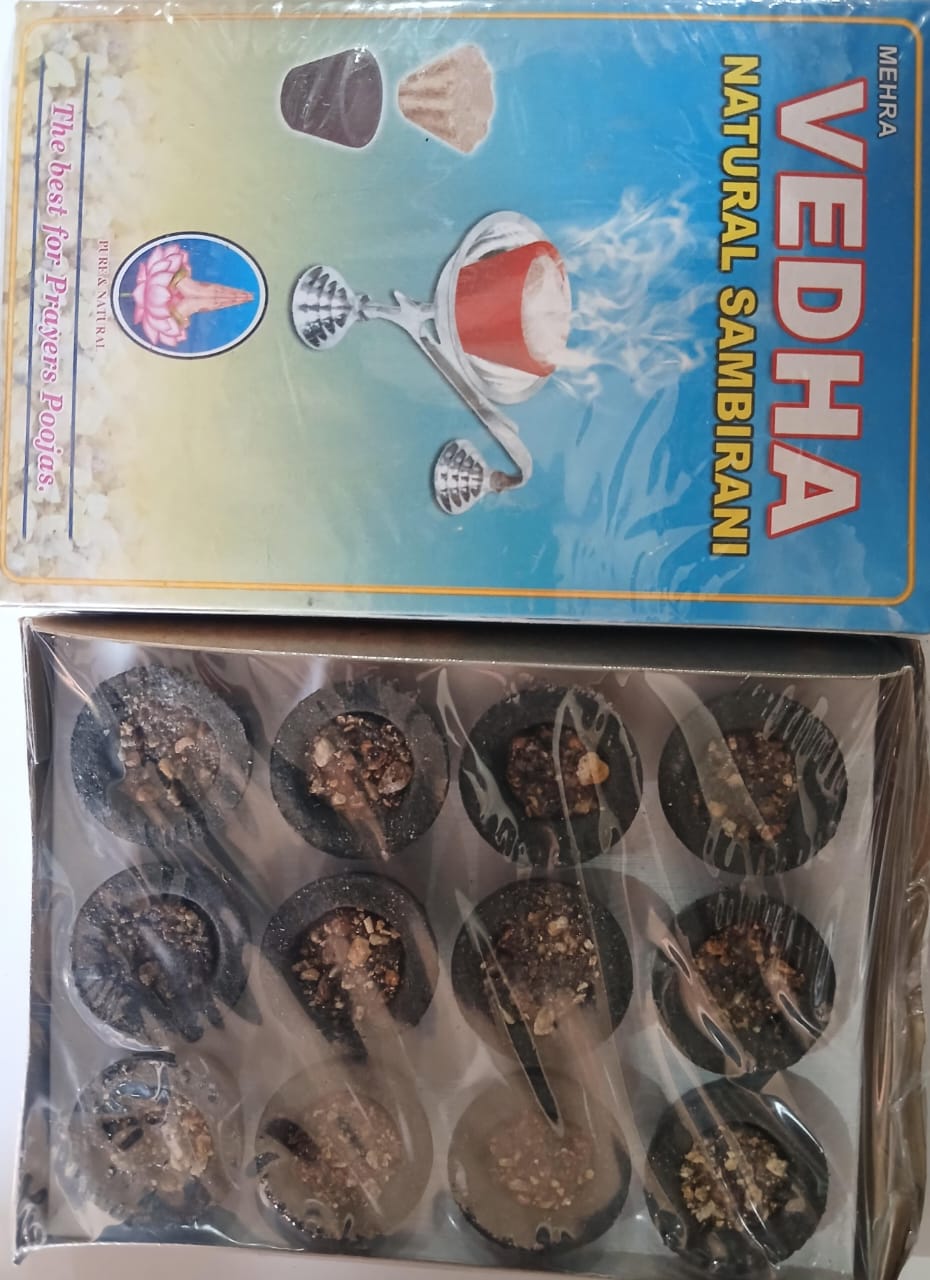 MEHRA
VEDHA
NATURAL SAMBIRANI
PURE & NATURAL
The best for Prayers Poojas.